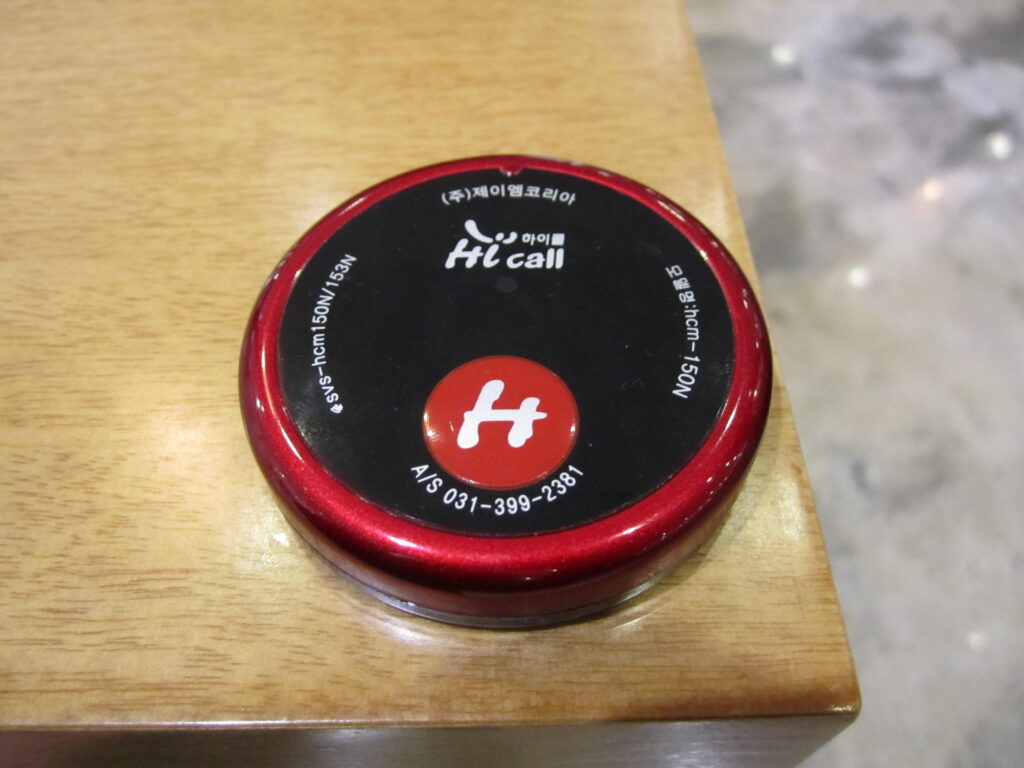 (주)제이엠코리아
하이콜
Hi call
svs-hcm150N/153N
모델명:hcm-150N
H
A/S 031-399-2381